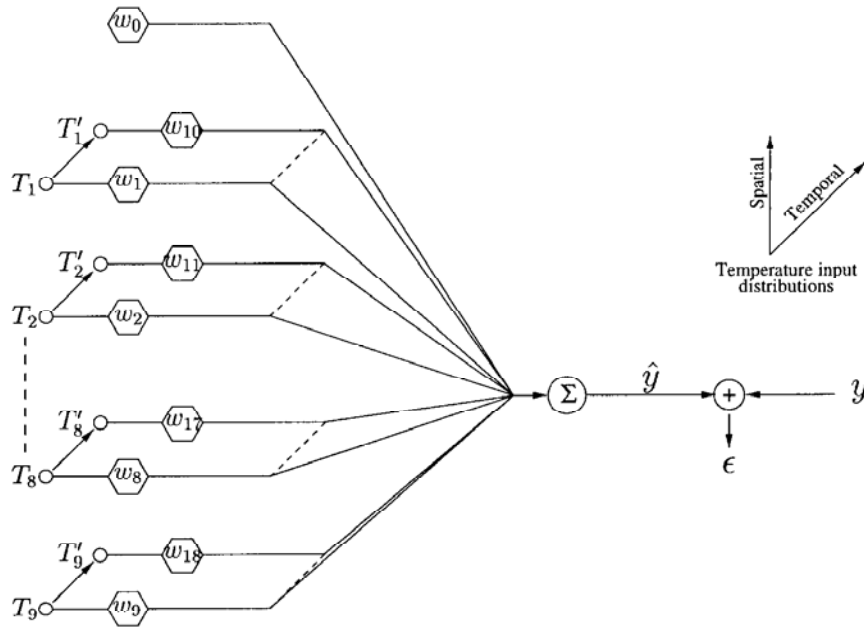 w₀
T′₁ w₁₀
T₁ w₁
T′₂ w₁₁
T₂ w₂
T′₈ w₁₇
T₈ w₈
T′₉ w₁₈
T₉ w₉
Σ
ŷ
+
y
ϵ
Spatial
Temporal
Temperature input
distributions